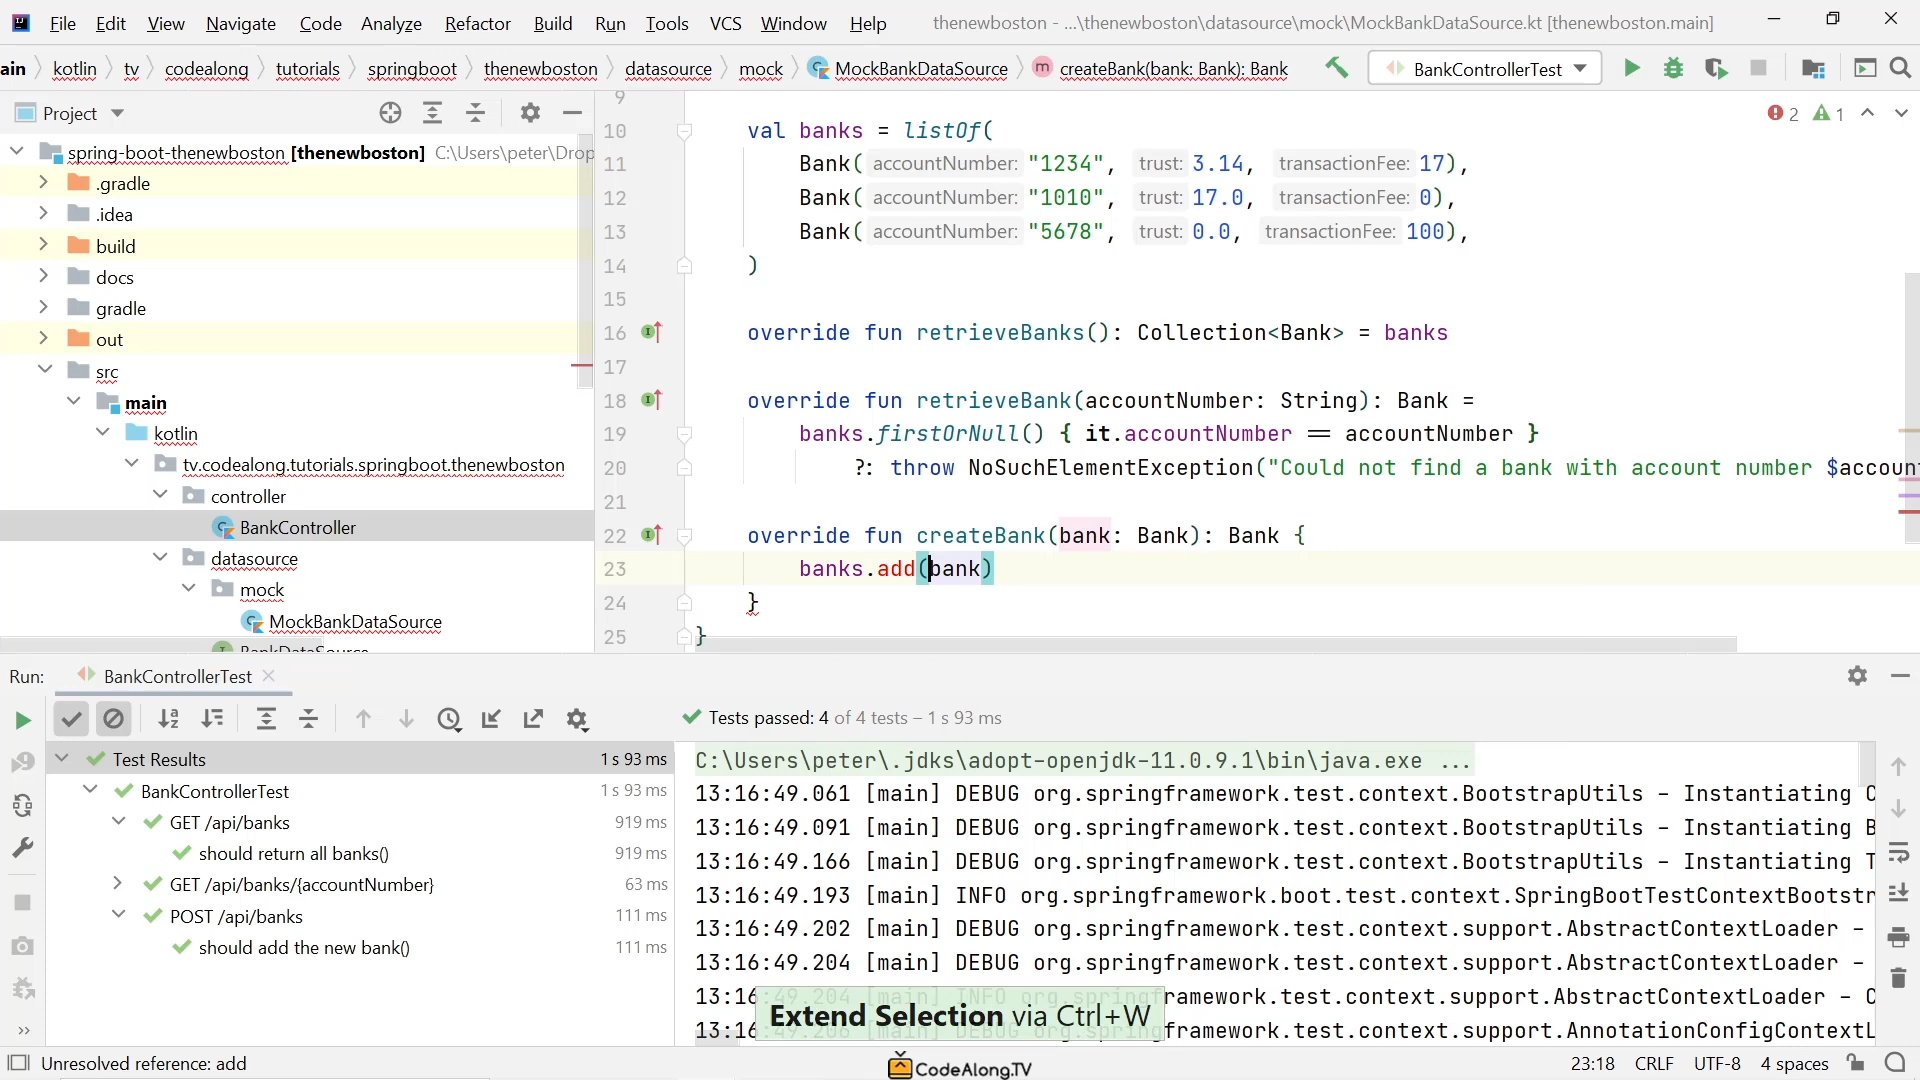 File Edit View Navigate Code Analyze Refactor Build Run Tools VCS Window Help thenewboston - ...\thenewboston\datasource\mock\MockBankDataSource.kt [thenewboston.main]
ain kotlin tv codealong tutorials springboot thenewboston datasource mock MockBankDataSource createBank(bank: Bank): Bank BankControllerTest
Project
2 1
spring-boot-thenewboston [thenewboston] C:\Users\peter\Drop
.gradle
.idea
build
docs
gradle
out
src
main
kotlin
tv.codealong.tutorials.springboot.thenewboston
controller
BankController
datasource
mock
MockBankDataSource
BankDataSource
9
10 val banks = listOf(
11 Bank( accountNumber: "1234", trust: 3.14, transactionFee: 17),
12 Bank( accountNumber: "1010", trust: 17.0, transactionFee: 0),
13 Bank( accountNumber: "5678", trust: 0.0, transactionFee: 100),
14 )
15
16 override fun retrieveBanks(): Collection<Bank> = banks
17
18 override fun retrieveBank(accountNumber: String): Bank =
19 banks.firstOrNull() { it.accountNumber == accountNumber }
20 ?: throw NoSuchElementException("Could not find a bank with account number $accoun
21
22 override fun createBank(bank: Bank): Bank {
23 banks.add(bank)
24 }
25 }
Run: BankControllerTest
Tests passed: 4 of 4 tests – 1 s 93 ms
Test Results 1 s 93 ms
BankControllerTest 1 s 93 ms
GET /api/banks 919 ms
should return all banks() 919 ms
GET /api/banks/{accountNumber} 63 ms
POST /api/banks 111 ms
should add the new bank() 111 ms
C:\Users\peter\.jdks\adopt-openjdk-11.0.9.1\bin\java.exe ...
13:16:49.061 [main] DEBUG org.springframework.test.context.BootstrapUtils - Instantiating C
13:16:49.091 [main] DEBUG org.springframework.test.context.BootstrapUtils - Instantiating B
13:16:49.166 [main] DEBUG org.springframework.test.context.BootstrapUtils - Instantiating T
13:16:49.193 [main] INFO org.springframework.boot.test.context.SpringBootTestContextBootstr
13:16:49.202 [main] DEBUG org.springframework.test.context.support.AbstractContextLoader -
13:16:49.204 [main] DEBUG org.springframework.test.context.support.AbstractContextLoader -
13:16:49.204 [main] INFO org.springframework.test.context.support.AbstractContextLoader - C
13:16:49.206 [main] DEBUG org.springframework.test.context.support.AnnotationConfigContextL
Extend Selection via Ctrl+W
Unresolved reference: add
CodeAlong.TV
23:18 CRLF UTF-8 4 spaces